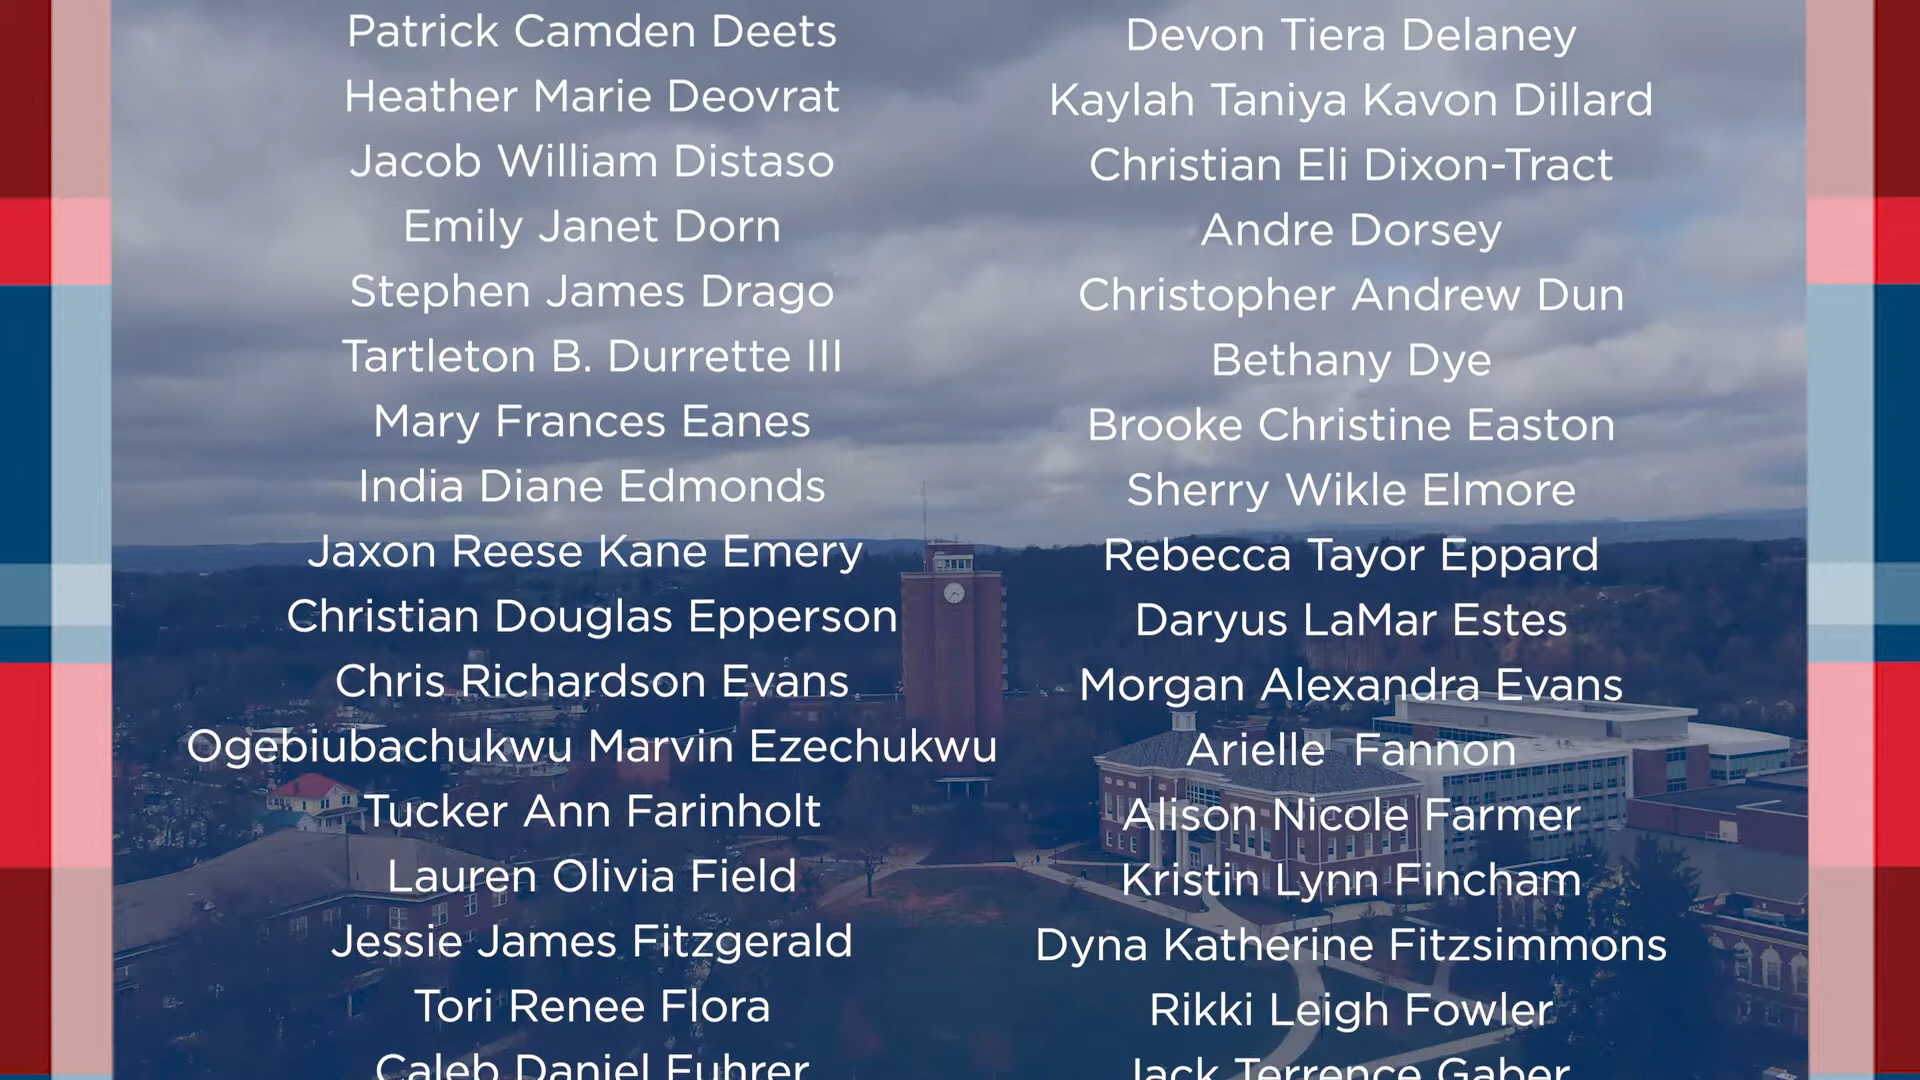 Patrick Camden Deets
Heather Marie Deovrat
Jacob William Distaso
Emily Janet Dorn
Stephen James Drago
Tartleton B. Durrette III
Mary Frances Eanes
India Diane Edmonds
Jaxon Reese Kane Emery
Christian Douglas Epperson
Chris Richardson Evans
Ogebiubachukwu Marvin Ezechukwu
Tucker Ann Farinholt
Lauren Olivia Field
Jessie James Fitzgerald
Tori Renee Flora
Caleb Daniel Fuhrer
Devon Tiera Delaney
Kaylah Taniya Kavon Dillard
Christian Eli Dixon-Tract
Andre Dorsey
Christopher Andrew Dun
Bethany Dye
Brooke Christine Easton
Sherry Wikle Elmore
Rebecca Tayor Eppard
Daryus LaMar Estes
Morgan Alexandra Evans
Arielle Fannon
Alison Nicole Farmer
Kristin Lynn Fincham
Dyna Katherine Fitzsimmons
Rikki Leigh Fowler
Jack Terrence Gaber